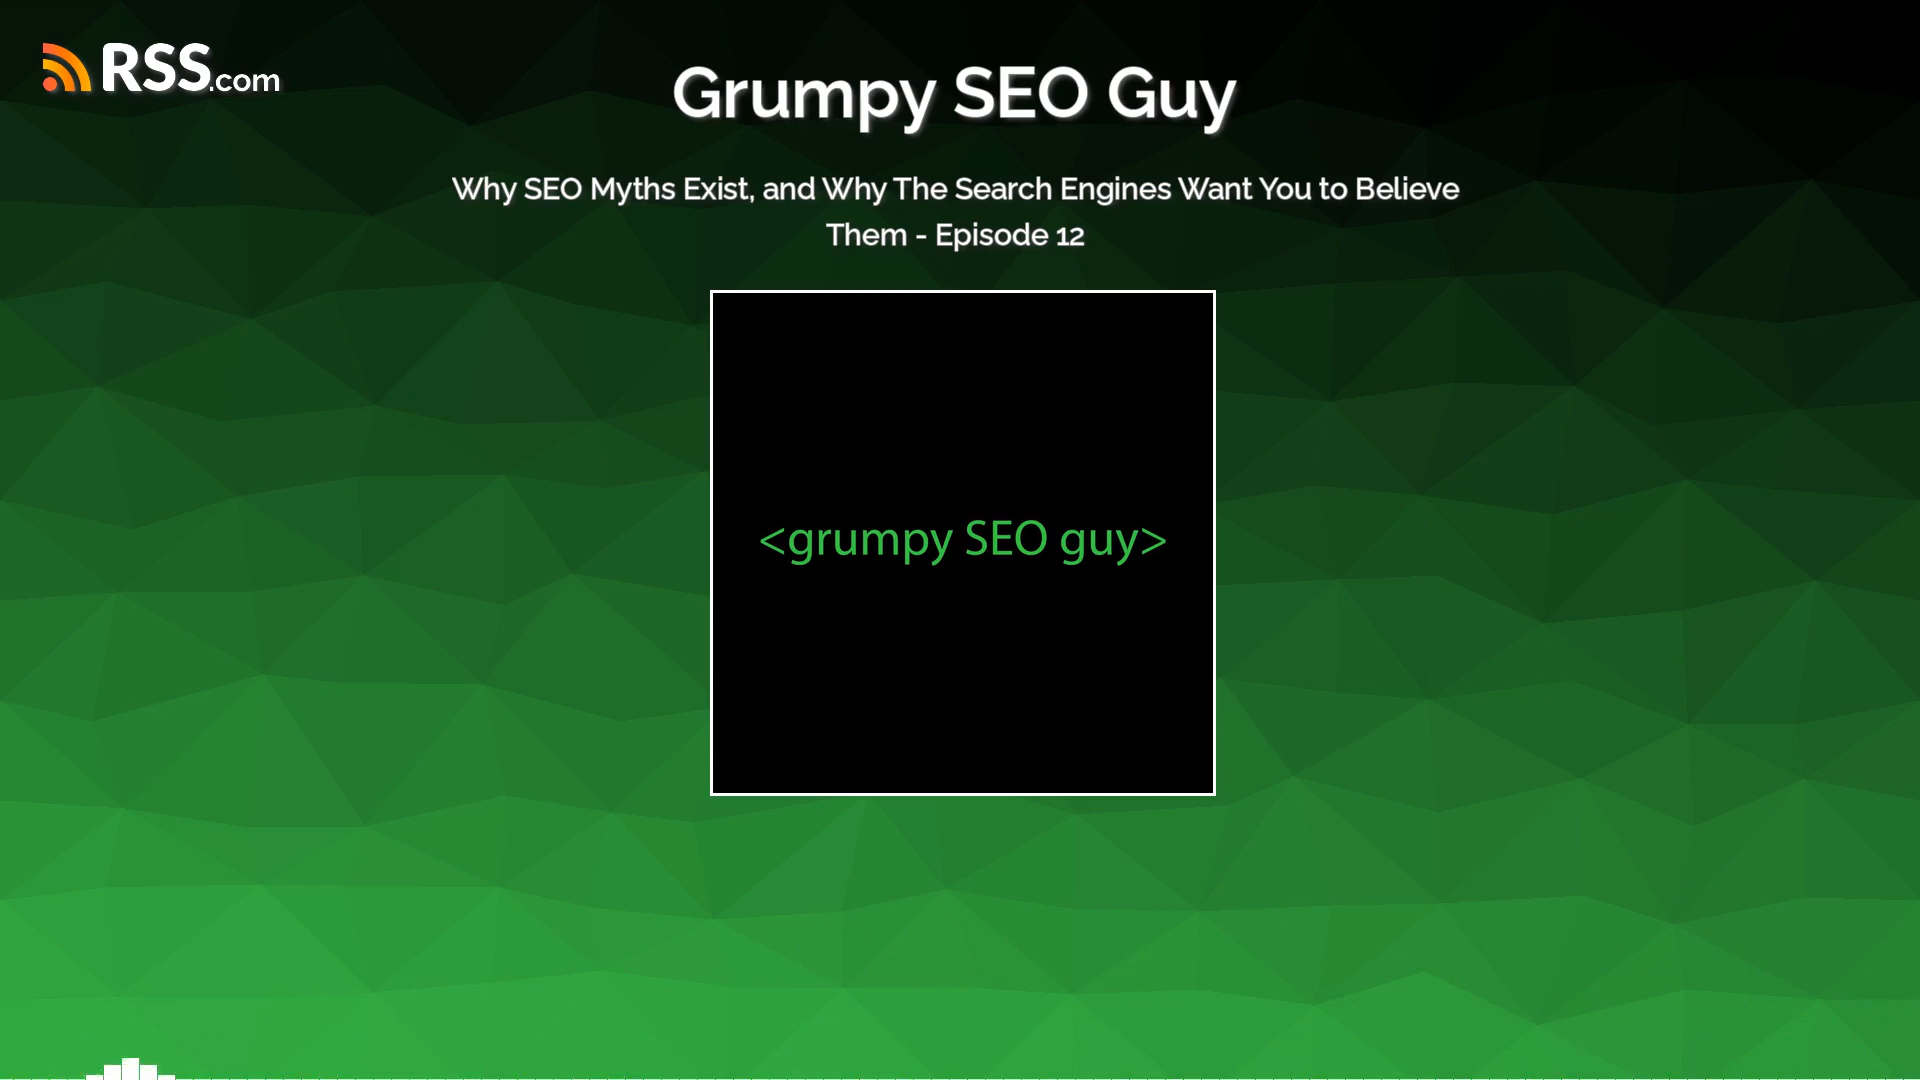 RSS.com
Grumpy SEO Guy
Why SEO Myths Exist, and Why The Search Engines Want You to Believe
Them - Episode 12
<grumpy SEO guy>